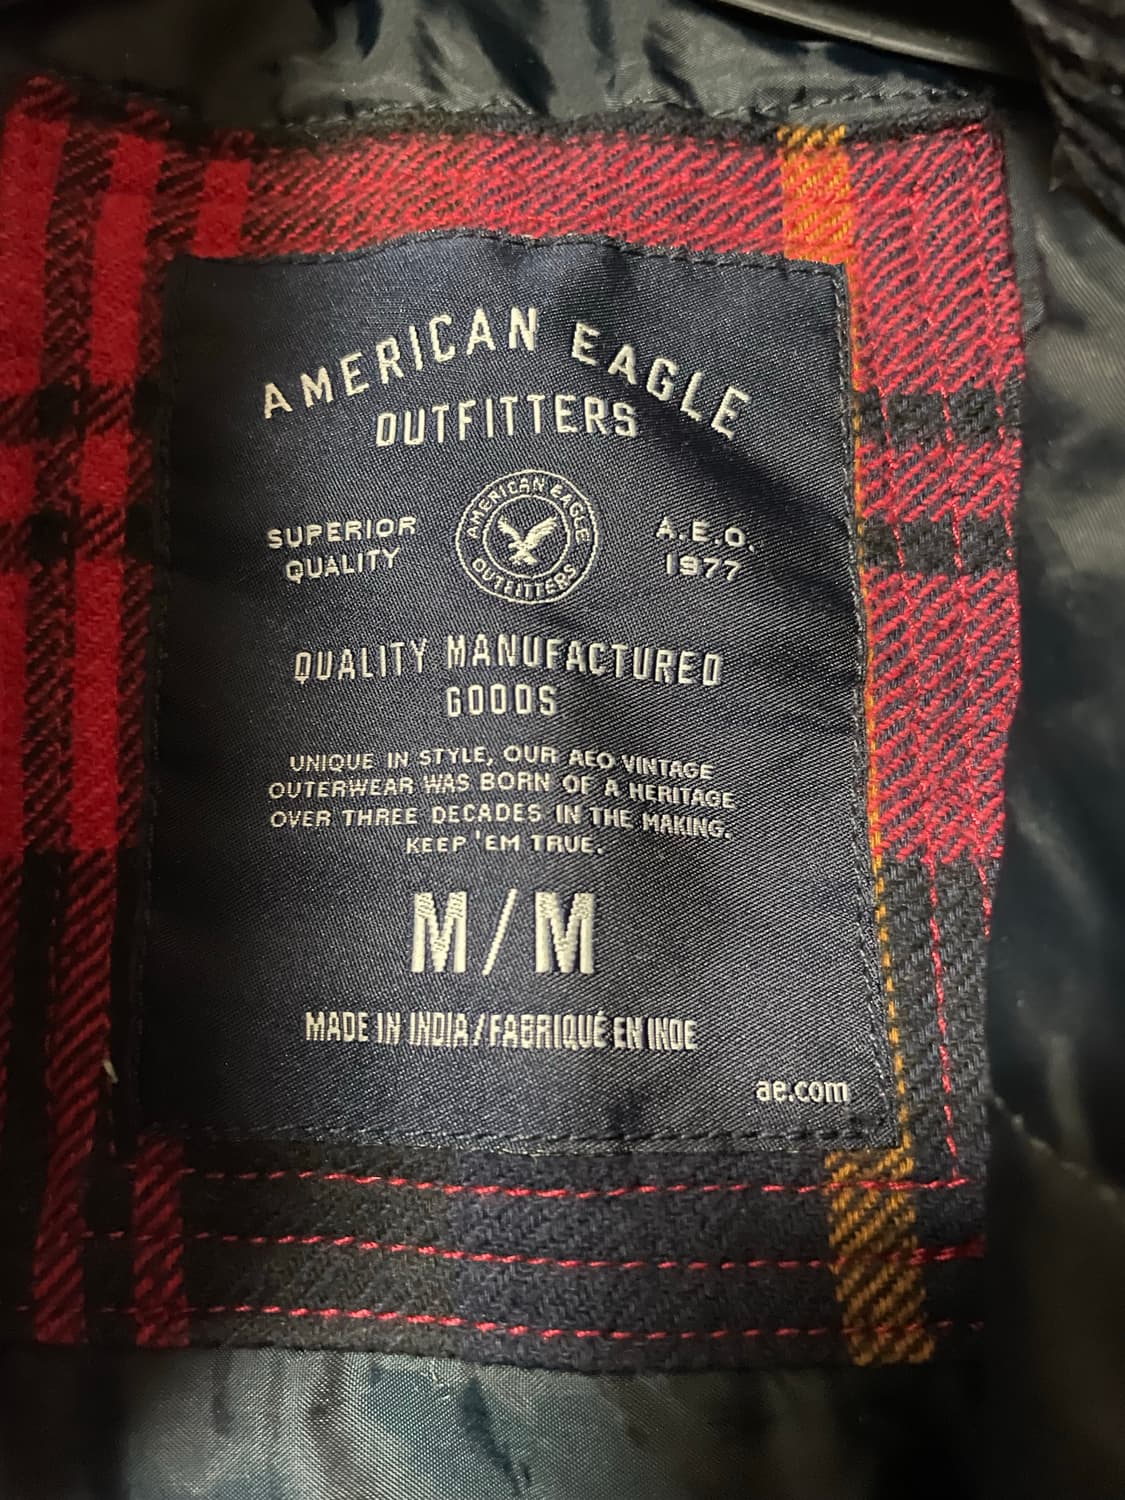 AMERICAN EAGLE
OUTFITTERS
SUPERIOR
QUALITY
AMERICAN EAGLE
OUTFITTERS
A.E.O.
1977
QUALITY MANUFACTURED
GOODS
UNIQUE IN STYLE, OUR AEO VINTAGE
OUTERWEAR WAS BORN OF A HERITAGE
OVER THREE DECADES IN THE MAKING.
KEEP 'EM TRUE.
M/M
MADE IN INDIA/FABRIQUÉ EN INDE
ae.com